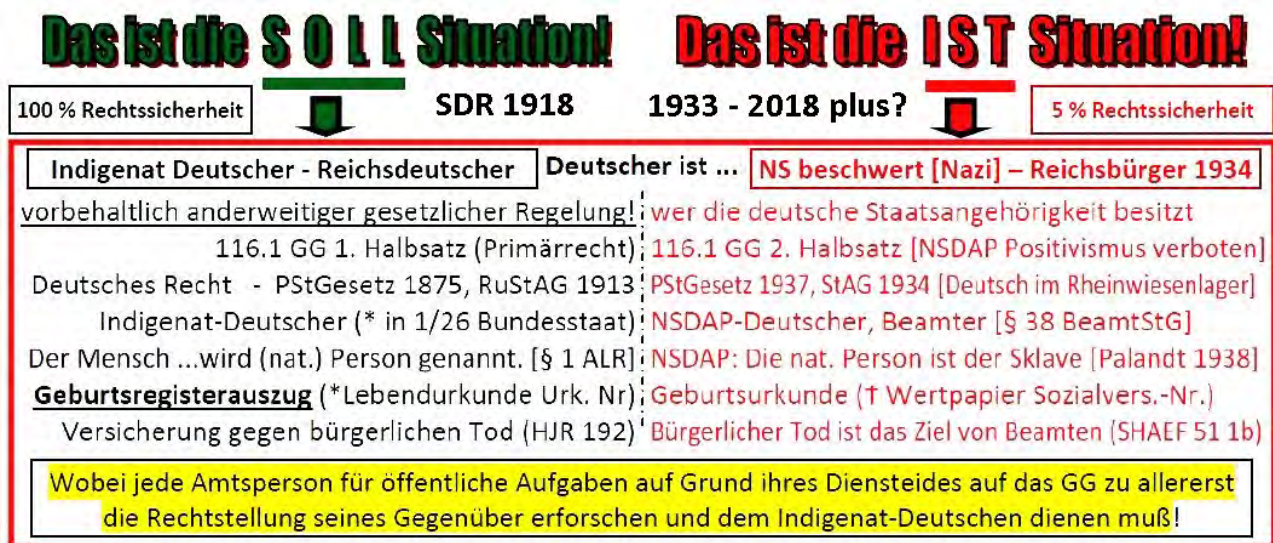 Das ist die S O L L Situation!
Das ist die I S T Situation!
100 % Rechtssicherheit
SDR 1918
1933 - 2018 plus?
5 % Rechtssicherheit
Indigenat Deutscher - Reichsdeutscher
Deutscher ist ...
NS beschwert [Nazi] – Reichsbürger 1934
vorbehaltlich anderweitiger gesetzlicher Regelung!
wer die deutsche Staatsangehörigkeit besitzt
116.1 GG 1. Halbsatz (Primärrecht)
116.1 GG 2. Halbsatz [NSDAP Positivismus verboten]
Deutsches Recht - PStGesetz 1875, RuStAG 1913
PStGesetz 1937, StAG 1934 [Deutsch im Rheinwiesenlager]
Indigenat-Deutscher (* in 1/26 Bundesstaat)
NSDAP-Deutscher, Beamter [§ 38 BeamtStG]
Der Mensch ...wird (nat.) Person genannt. [§ 1 ALR]
NSDAP: Die nat. Person ist der Sklave [Palandt 1938]
Geburtsregisterauszug (*Lebendurkunde Urk. Nr)
Geburtsurkunde († Wertpapier Sozialvers.-Nr.)
Versicherung gegen bürgerlichen Tod (HJR 192)
Bürgerlicher Tod ist das Ziel von Beamten (SHAEF 51 1b)
Wobei jede Amtsperson für öffentliche Aufgaben auf Grund ihres Diensteides auf das GG zu allererst
die Rechtstellung seines Gegenüber erforschen und dem Indigenat-Deutschen dienen muß!